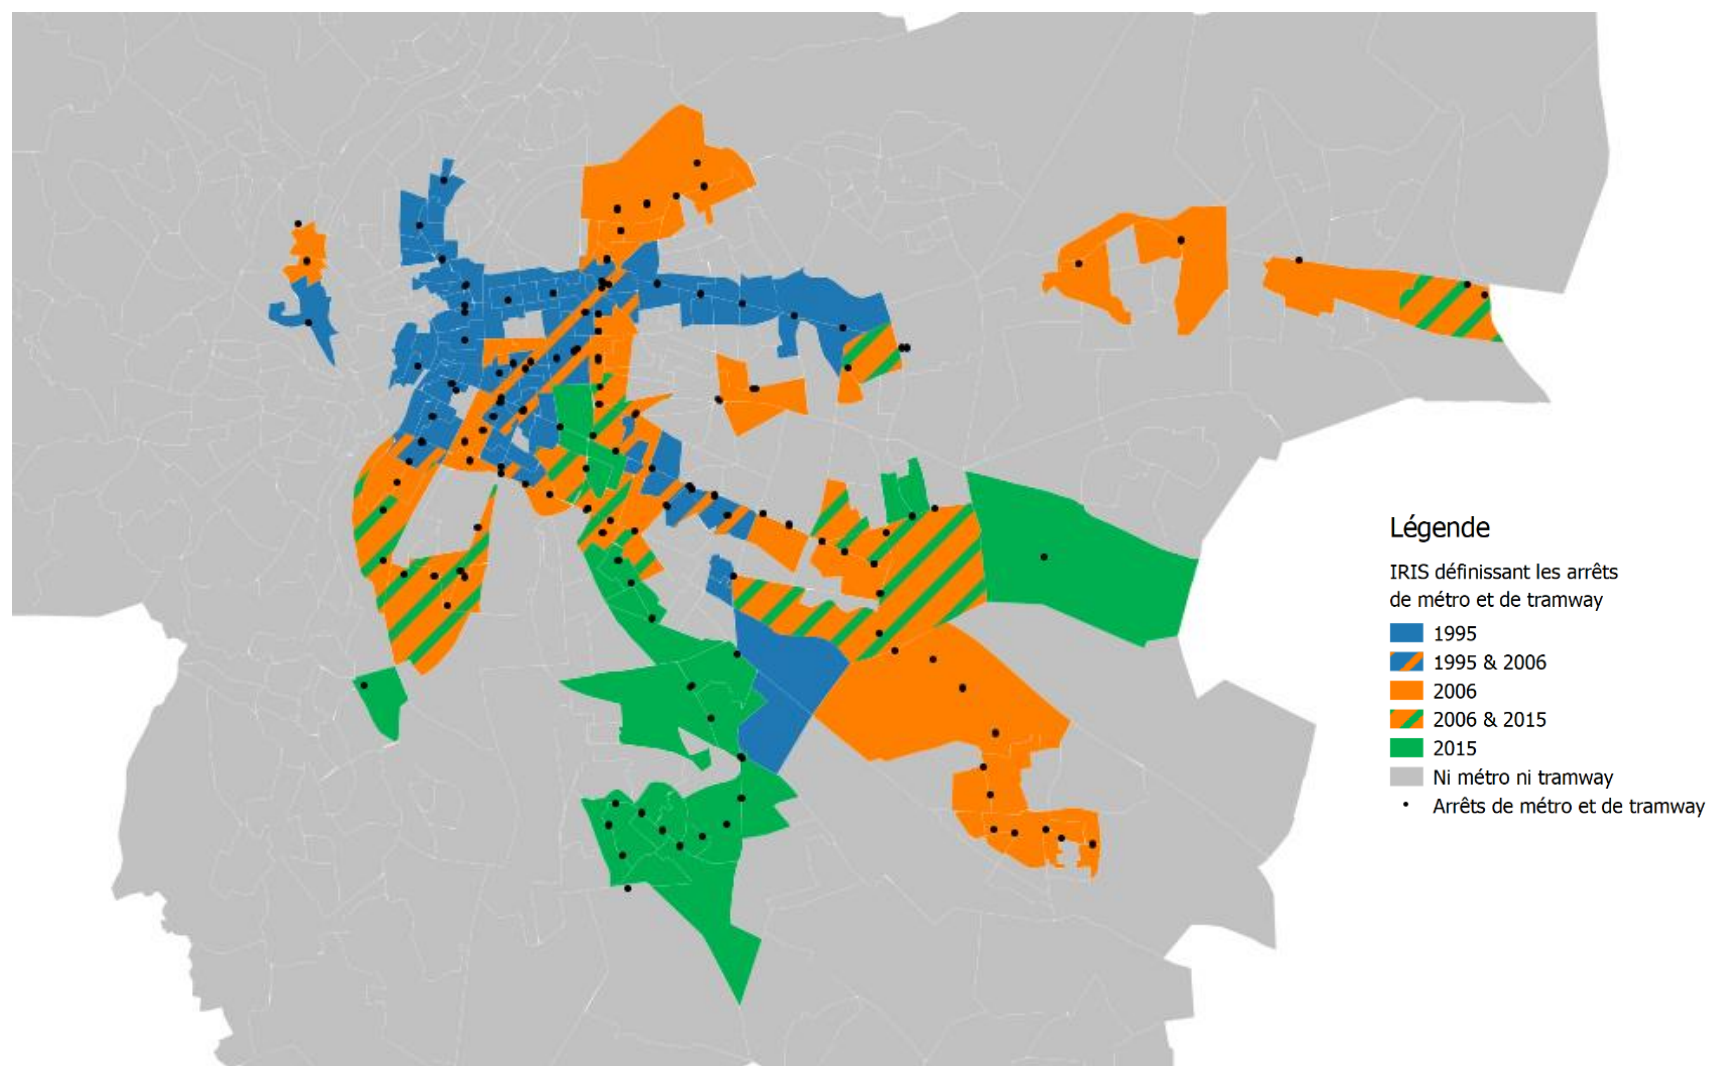 Légende
IRIS définissant les arrêts
de métro et de tramway
1995
1995 & 2006
2006
2006 & 2015
2015
Ni métro ni tramway
Arrêts de métro et de tramway